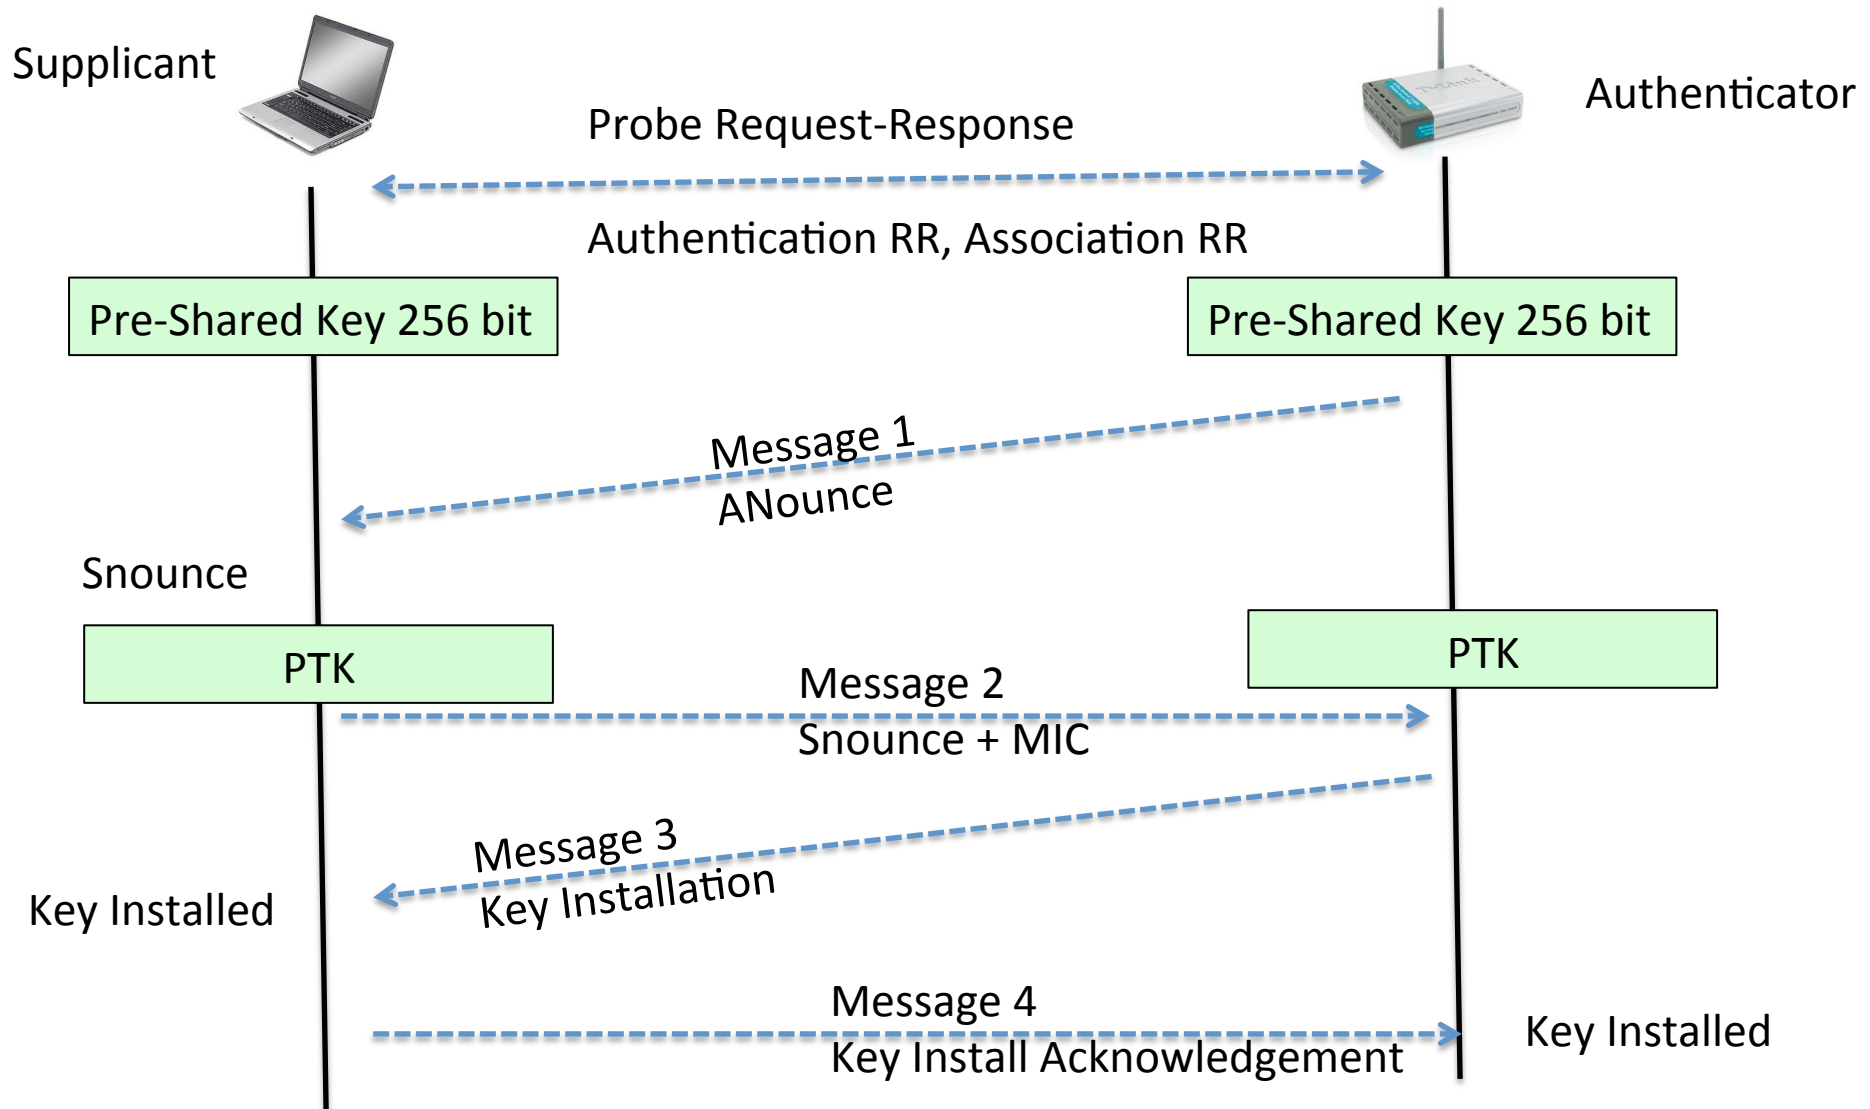 Supplicant
Authenticator
D-Link
Probe Request-Response
Authentication RR, Association RR
Pre-Shared Key 256 bit
Pre-Shared Key 256 bit
Message 1
ANounce
Snounce
PTK
PTK
Message 2
Snounce + MIC
Message 3
Key Installation
Key Installed
Message 4
Key Install Acknowledgement
Key Installed